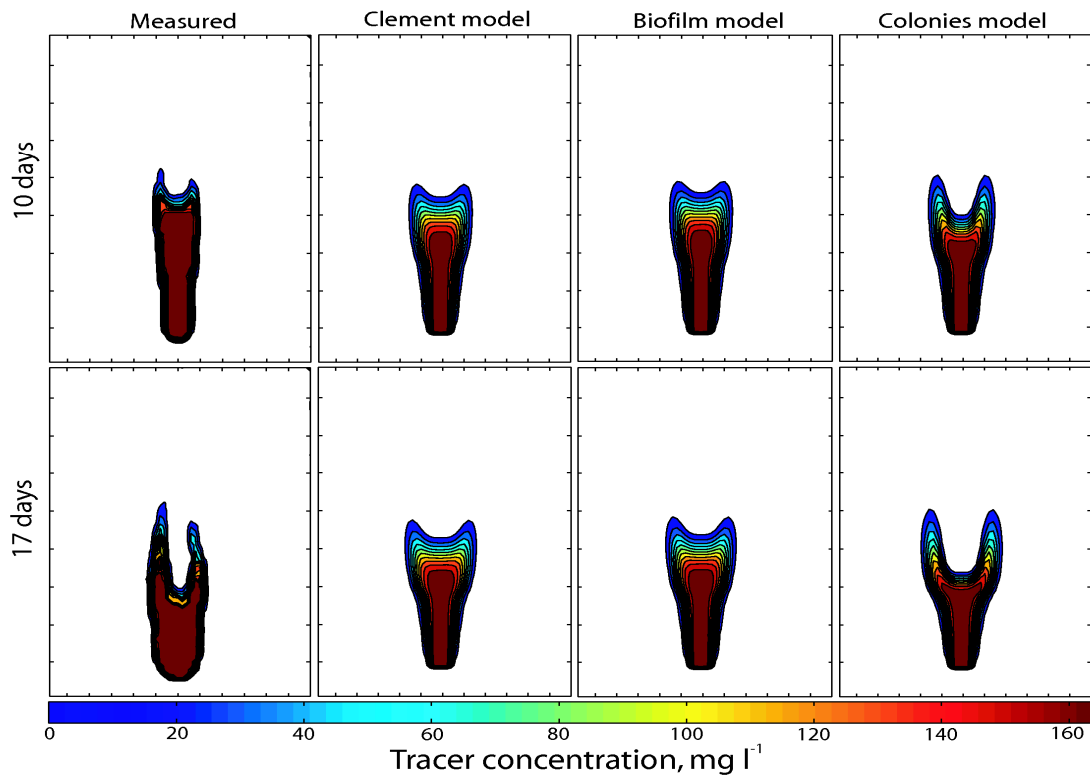 Measured Clement model Biofilm model Colonies model
10 days
17 days
0 20 40 60 80 100 120 140 160
Tracer concentration, mg l⁻¹